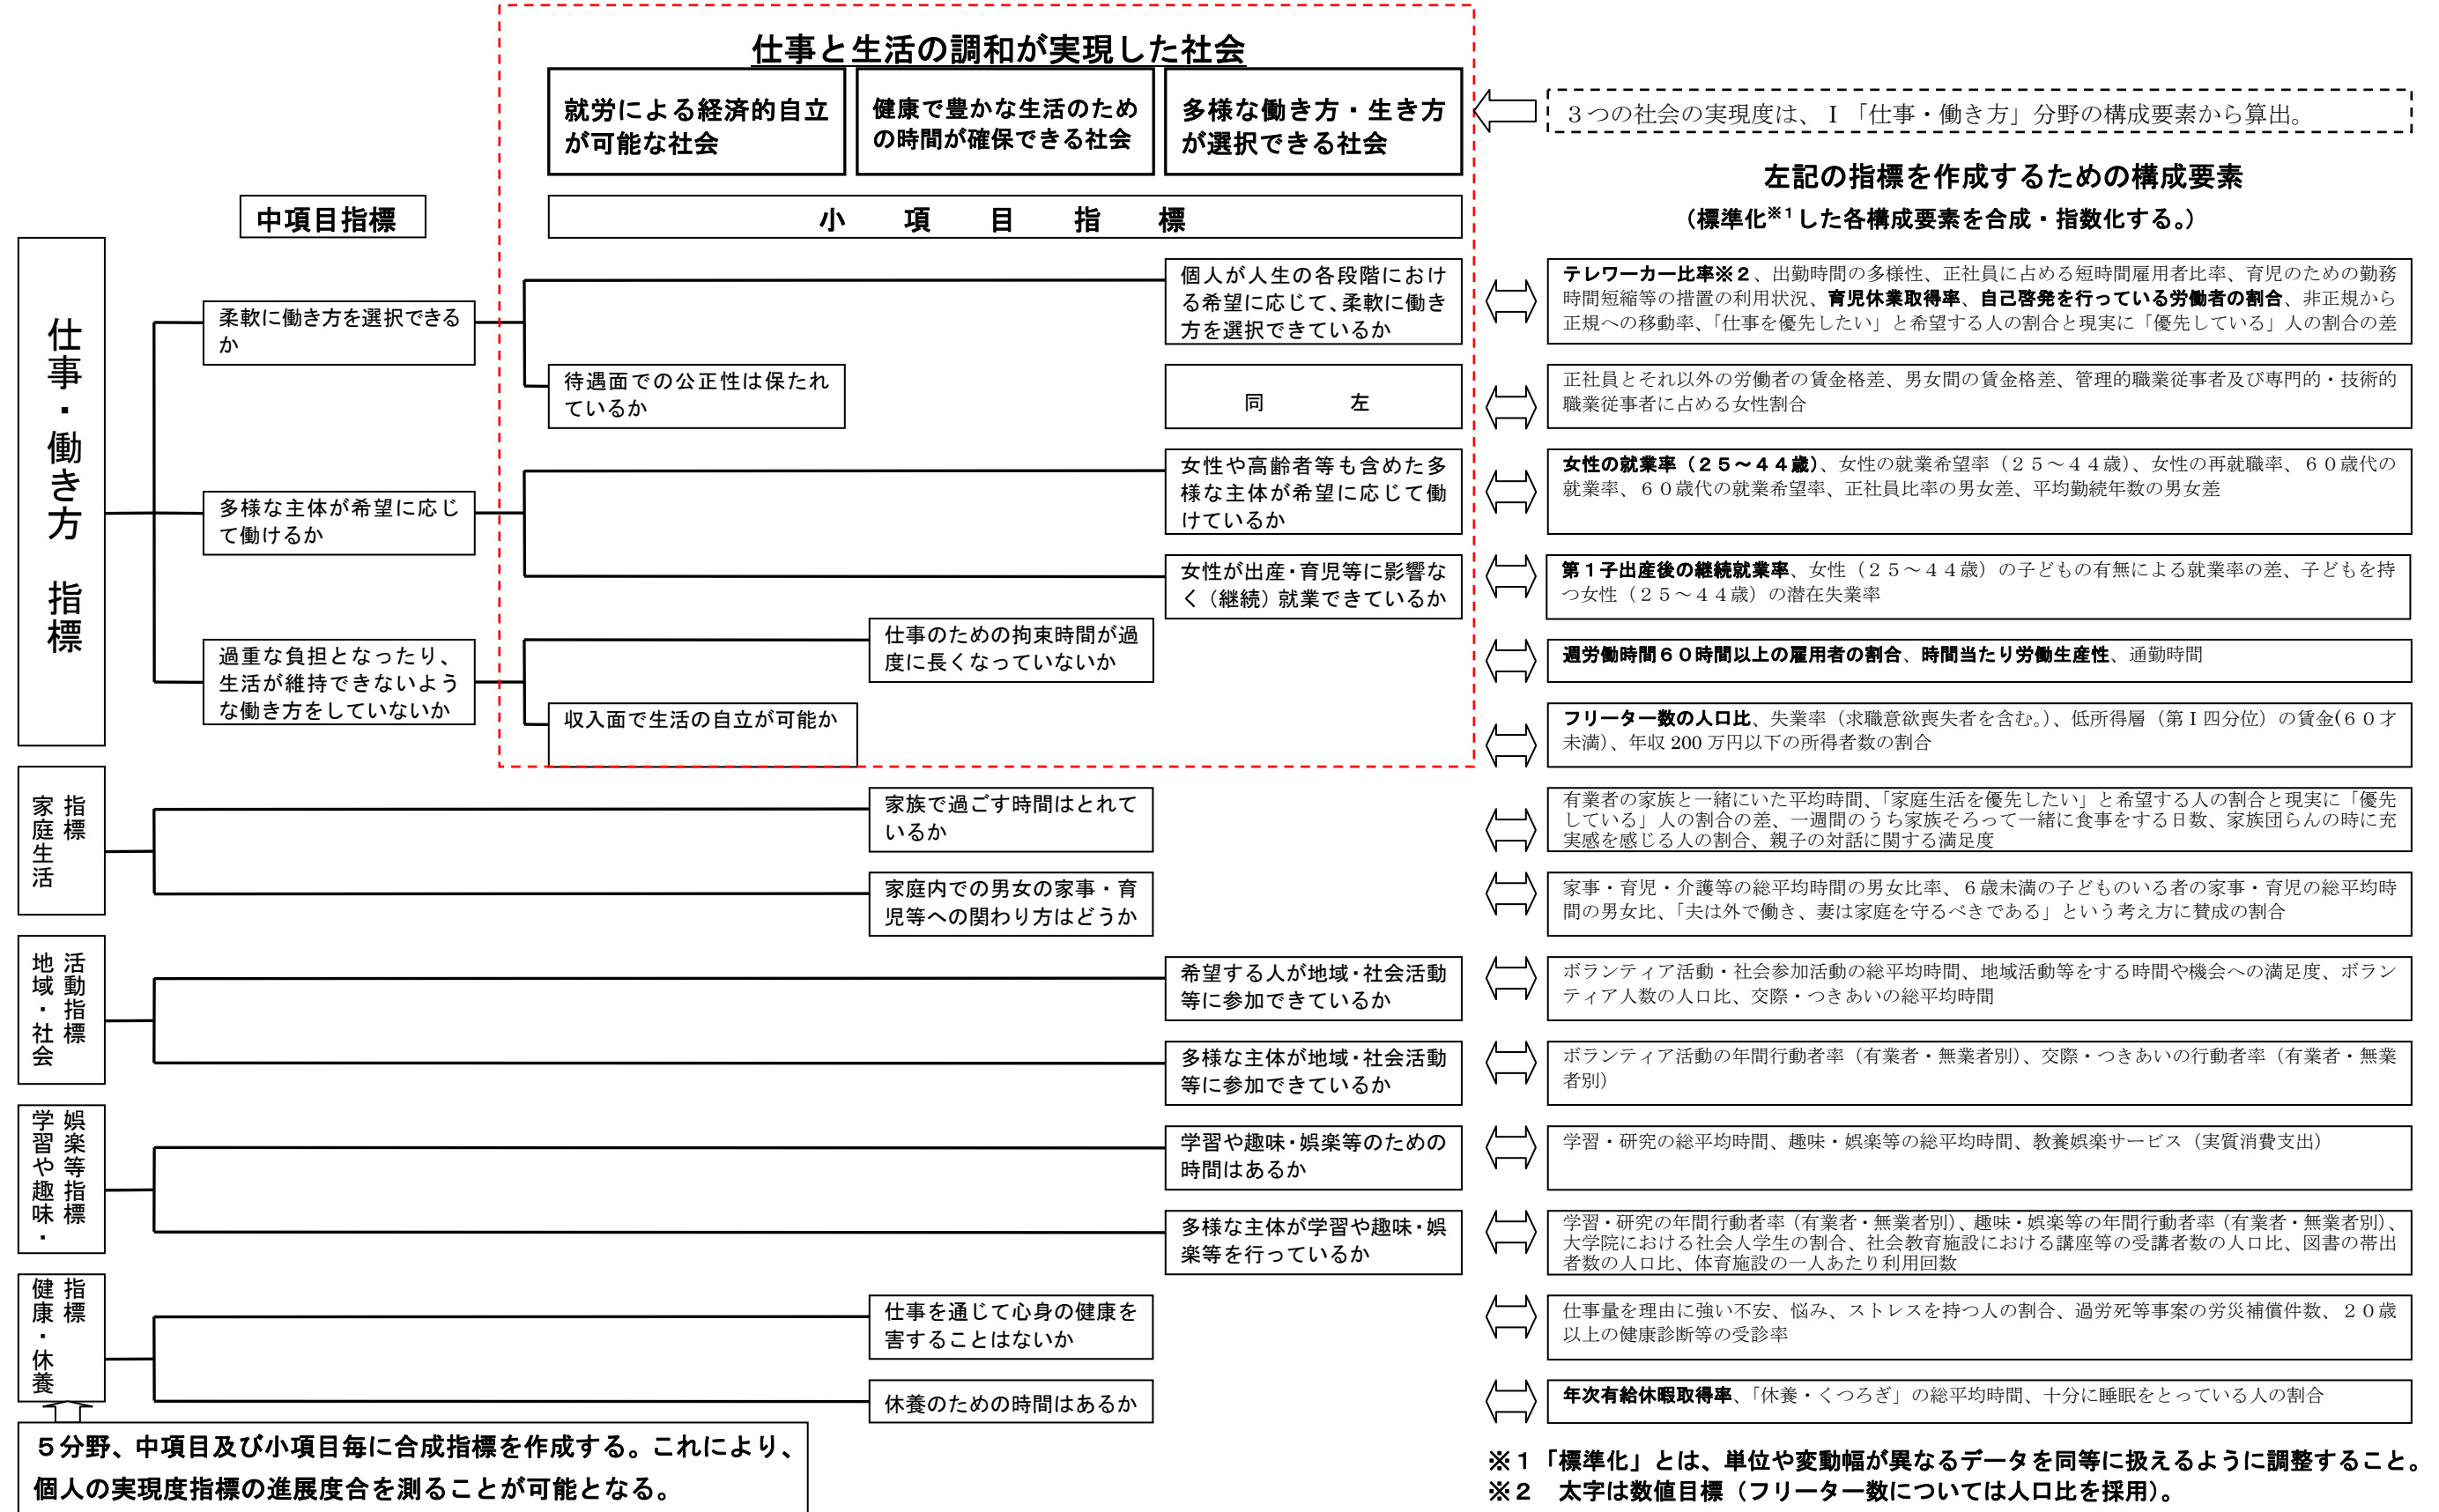 仕事と生活の調和が実現した社会
就労による経済的自立
が可能な社会
健康で豊かな生活のため
の時間が確保できる社会
多様な働き方・生き方
が選択できる社会
３つの社会の実現度は、Ⅰ「仕事・働き方」分野の構成要素から算出。
左記の指標を作成するための構成要素
（標準化※1した各構成要素を合成・指数化する。）
中項目指標
小項目指標
仕事・働き方　指標
柔軟に働き方を選択できる
か
個人が人生の各段階におけ
る希望に応じて、柔軟に働き
方を選択できているか
テレワーカー比率※２、出勤時間の多様性、正社員に占める短時間雇用者比率、育児のための勤務
時間短縮等の措置の利用状況、育児休業取得率、自己啓発を行っている労働者の割合、非正規から
正規への移動率、「仕事を優先したい」と希望する人の割合と現実に「優先している」人の割合の差
待遇面での公正性は保たれ
ているか
同　左
正社員とそれ以外の労働者の賃金格差、男女間の賃金格差、管理的職業従事者及び専門的・技術的
職業従事者に占める女性割合
多様な主体が希望に応じ
て働けるか
女性や高齢者等も含めた多
様な主体が希望に応じて働
けているか
女性の就業率（２５～４４歳）、女性の就業希望率（２５～４４歳）、女性の再就職率、６０歳代の
就業率、６０歳代の就業希望率、正社員比率の男女差、平均勤続年数の男女差
女性が出産・育児等に影響な
く（継続）就業できているか
第１子出産後の継続就業率、女性（２５～４４歳）の子どもの有無による就業率の差、子どもを持
つ女性（２５～４４歳）の潜在失業率
過重な負担となったり、
生活が維持できないよう
な働き方をしていないか
仕事のための拘束時間が過
度に長くなっていないか
週労働時間６０時間以上の雇用者の割合、時間当たり労働生産性、通勤時間
収入面で生活の自立が可能か
フリーター数の人口比、失業率（求職意欲喪失者を含む。）、低所得層（第Ⅰ四分位）の賃金(６０才
未満）、年収 200 万円以下の所得者数の割合
家庭生活
指標
家族で過ごす時間はとれて
いるか
有業者の家族と一緒にいた平均時間、「家庭生活を優先したい」と希望する人の割合と現実に「優先
している」人の割合の差、一週間のうち家族そろって一緒に食事をする日数、家族団らんの時に充
実感を感じる人の割合、親子の対話に関する満足度
家庭内での男女の家事・育
児等への関わり方はどうか
家事・育児・介護等の総平均時間の男女比率、６歳未満の子どものいる者の家事・育児の総平均時
間の男女比、「夫は外で働き、妻は家庭を守るべきである」という考え方に賛成の割合
地域・社会
活動指標
希望する人が地域・社会活動
等に参加できているか
ボランティア活動・社会参加活動の総平均時間、地域活動等をする時間や機会への満足度、ボラン
ティア人数の人口比、交際・つきあいの総平均時間
多様な主体が地域・社会活動
等に参加できているか
ボランティア活動の年間行動者率（有業者・無業者別）、交際・つきあいの行動者率（有業者・無業
者別）
学習や趣味・
娯楽等指標
学習や趣味・娯楽等のための
時間はあるか
学習・研究の総平均時間、趣味・娯楽等の総平均時間、教養娯楽サービス（実質消費支出）
多様な主体が学習や趣味・娯
楽等を行っているか
学習・研究の年間行動者率（有業者・無業者別）、趣味・娯楽等の年間行動者率（有業者・無業者別）、
大学院における社会人学生の割合、社会教育施設における講座等の受講者数の人口比、図書の帯出
者数の人口比、体育施設の一人あたり利用回数
健康・休養
指標
仕事を通じて心身の健康を
害することはないか
仕事量を理由に強い不安、悩み、ストレスを持つ人の割合、過労死等事案の労災補償件数、２０歳
以上の健康診断等の受診率
休養のための時間はあるか
年次有給休暇取得率、「休養・くつろぎ」の総平均時間、十分に睡眠をとっている人の割合
５分野、中項目及び小項目毎に合成指標を作成する。これにより、
個人の実現度指標の進展度合を測ることが可能となる。
※１「標準化」とは、単位や変動幅が異なるデータを同等に扱えるように調整すること。
※２　太字は数値目標（フリーター数については人口比を採用）。